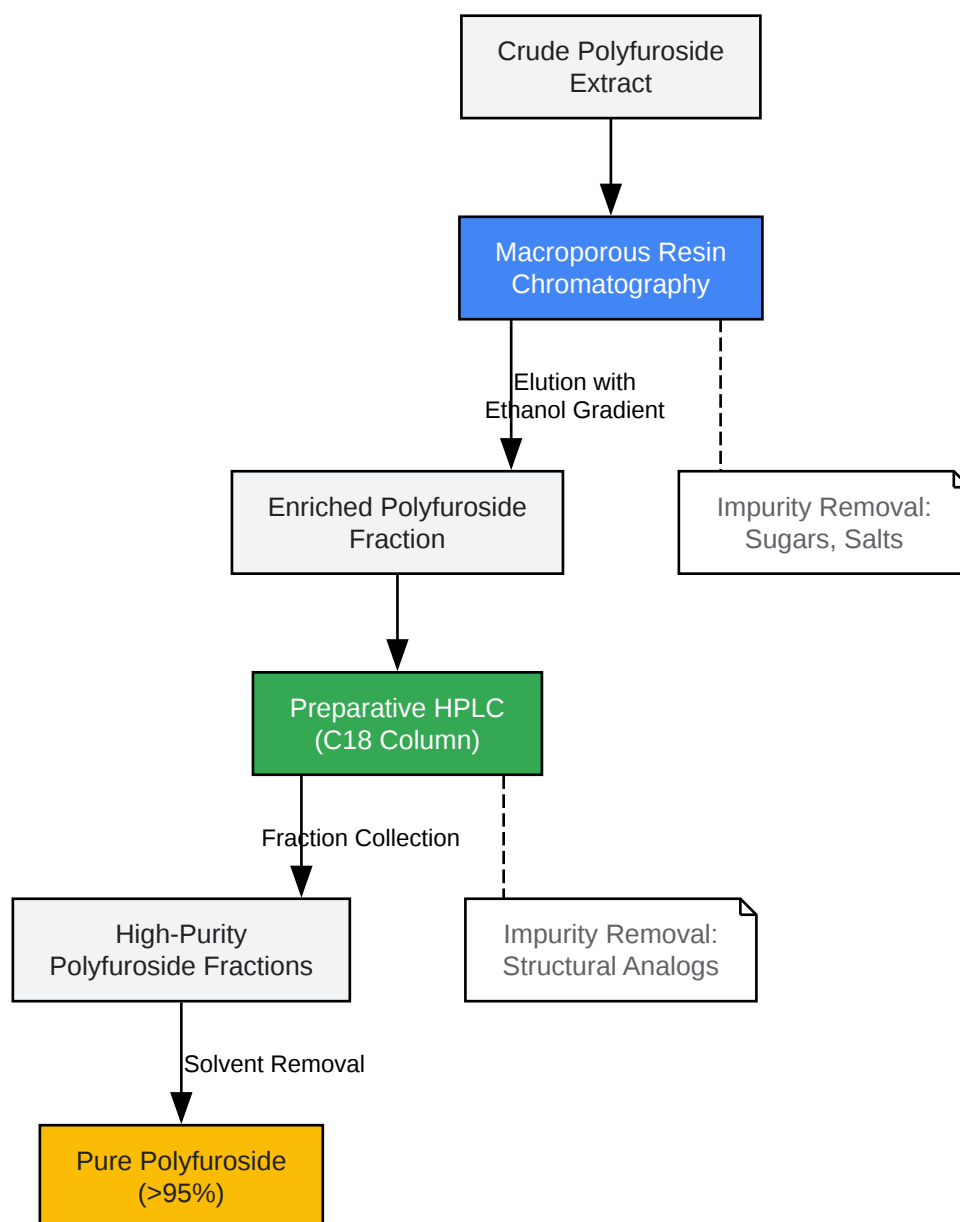 Crude Polyfuroside
Extract
Macroporous Resin
Chromatography
Elution with
Ethanol Gradient
Enriched Polyfuroside
Fraction
Impurity Removal:
Sugars, Salts
Preparative HPLC
(C18 Column)
Fraction Collection
High-Purity
Polyfuroside Fractions
Impurity Removal:
Structural Analogs
Solvent Removal
Pure Polyfuroside
(>95%)